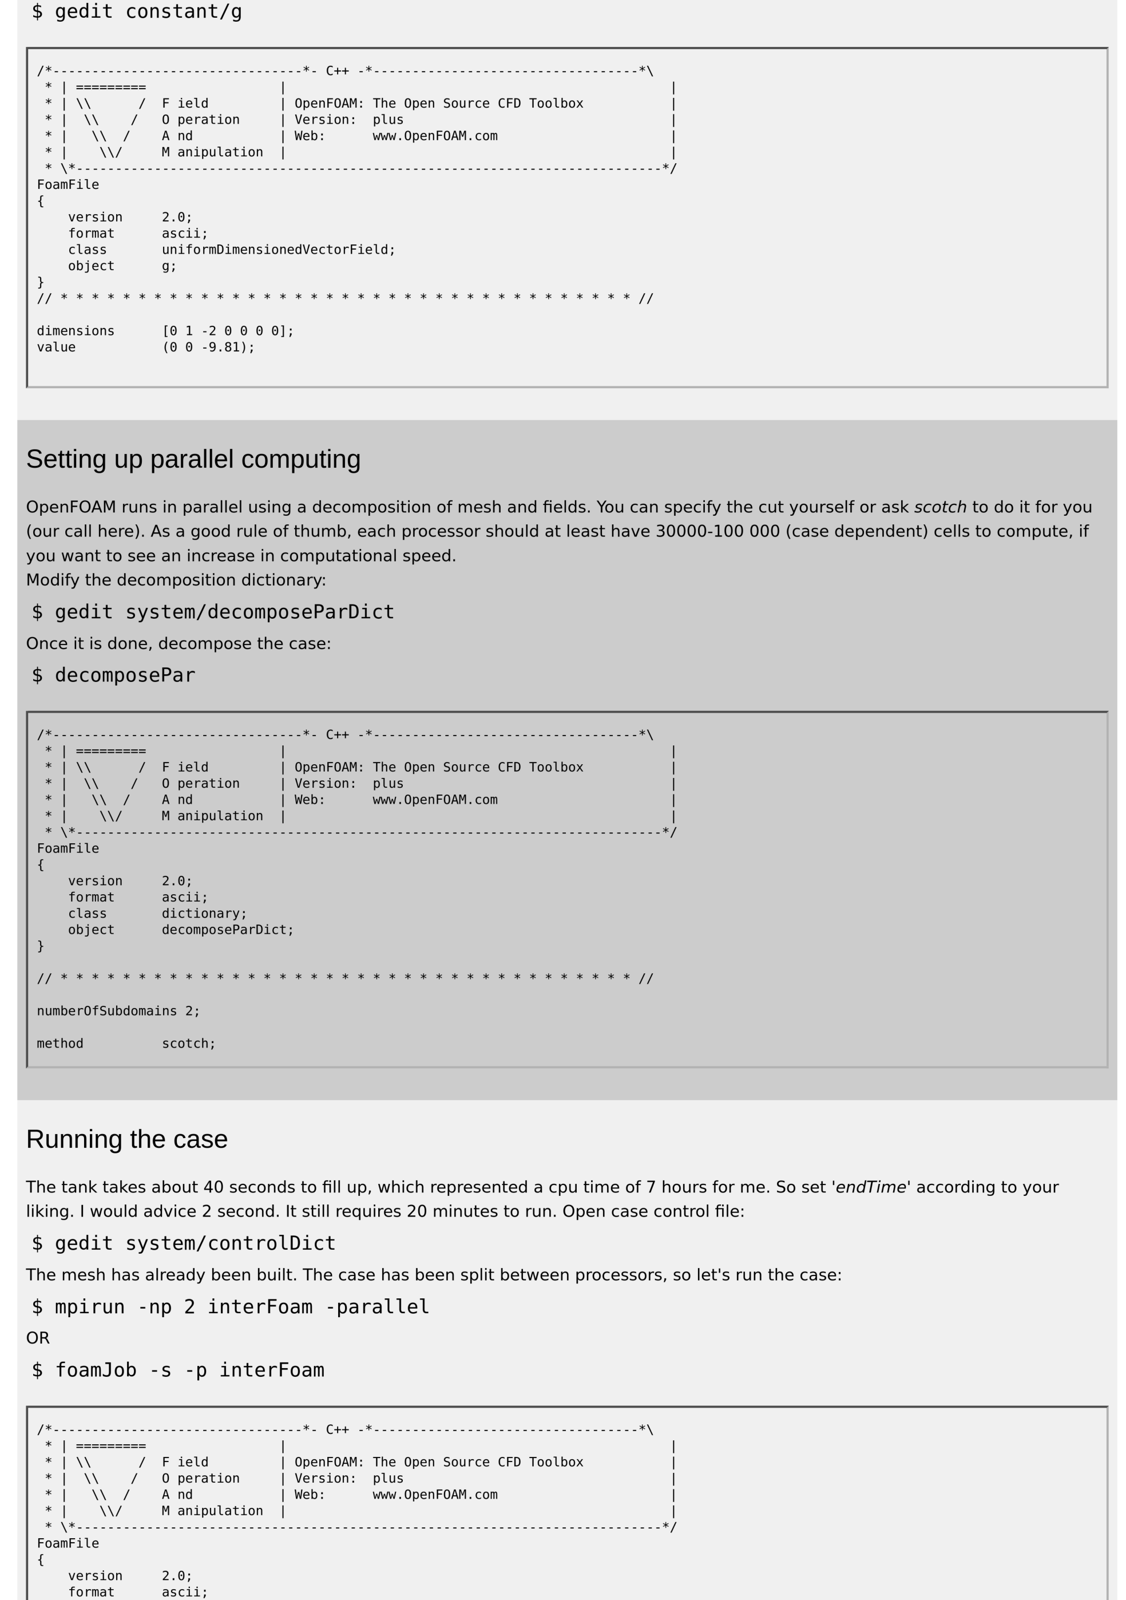 $ gedit constant/g
/*--------------------------------*- C++ -*----------------------------------*\
 * | =========                 |                                                 |
 * | \\      /  F ield         | OpenFOAM: The Open Source CFD Toolbox           |
 * |  \\    /   O peration     | Version:  plus                                  |
 * |   \\  /    A nd           | Web:      www.OpenFOAM.com                      |
 * |    \\/     M anipulation  |                                                 |
 * \*---------------------------------------------------------------------------*/
FoamFile
{
    version     2.0;
    format      ascii;
    class       uniformDimensionedVectorField;
    object      g;
}
// * * * * * * * * * * * * * * * * * * * * * * * * * * * * * * * * * * * * * //
dimensions      [0 1 -2 0 0 0 0];
value           (0 0 -9.81);
Setting up parallel computing
OpenFOAM runs in parallel using a decomposition of mesh and fields. You can specify the cut yourself or ask scotch to do it for you
(our call here). As a good rule of thumb, each processor should at least have 30000-100 000 (case dependent) cells to compute, if
you want to see an increase in computational speed.
Modify the decomposition dictionary:
$ gedit system/decomposeParDict
Once it is done, decompose the case:
$ decomposePar
/*--------------------------------*- C++ -*----------------------------------*\
 * | =========                 |                                                 |
 * | \\      /  F ield         | OpenFOAM: The Open Source CFD Toolbox           |
 * |  \\    /   O peration     | Version:  plus                                  |
 * |   \\  /    A nd           | Web:      www.OpenFOAM.com                      |
 * |    \\/     M anipulation  |                                                 |
 * \*---------------------------------------------------------------------------*/
FoamFile
{
    version     2.0;
    format      ascii;
    class       dictionary;
    object      decomposeParDict;
}
// * * * * * * * * * * * * * * * * * * * * * * * * * * * * * * * * * * * * * //
numberOfSubdomains 2;
method          scotch;
Running the case
The tank takes about 40 seconds to fill up, which represented a cpu time of 7 hours for me. So set 'endTime' according to your
liking. I would advice 2 second. It still requires 20 minutes to run. Open case control file:
$ gedit system/controlDict
The mesh has already been built. The case has been split between processors, so let's run the case:
$ mpirun -np 2 interFoam -parallel
OR
$ foamJob -s -p interFoam
/*--------------------------------*- C++ -*----------------------------------*\
 * | =========                 |                                                 |
 * | \\      /  F ield         | OpenFOAM: The Open Source CFD Toolbox           |
 * |  \\    /   O peration     | Version:  plus                                  |
 * |   \\  /    A nd           | Web:      www.OpenFOAM.com                      |
 * |    \\/     M anipulation  |                                                 |
 * \*---------------------------------------------------------------------------*/
FoamFile
{
    version     2.0;
    format      ascii;